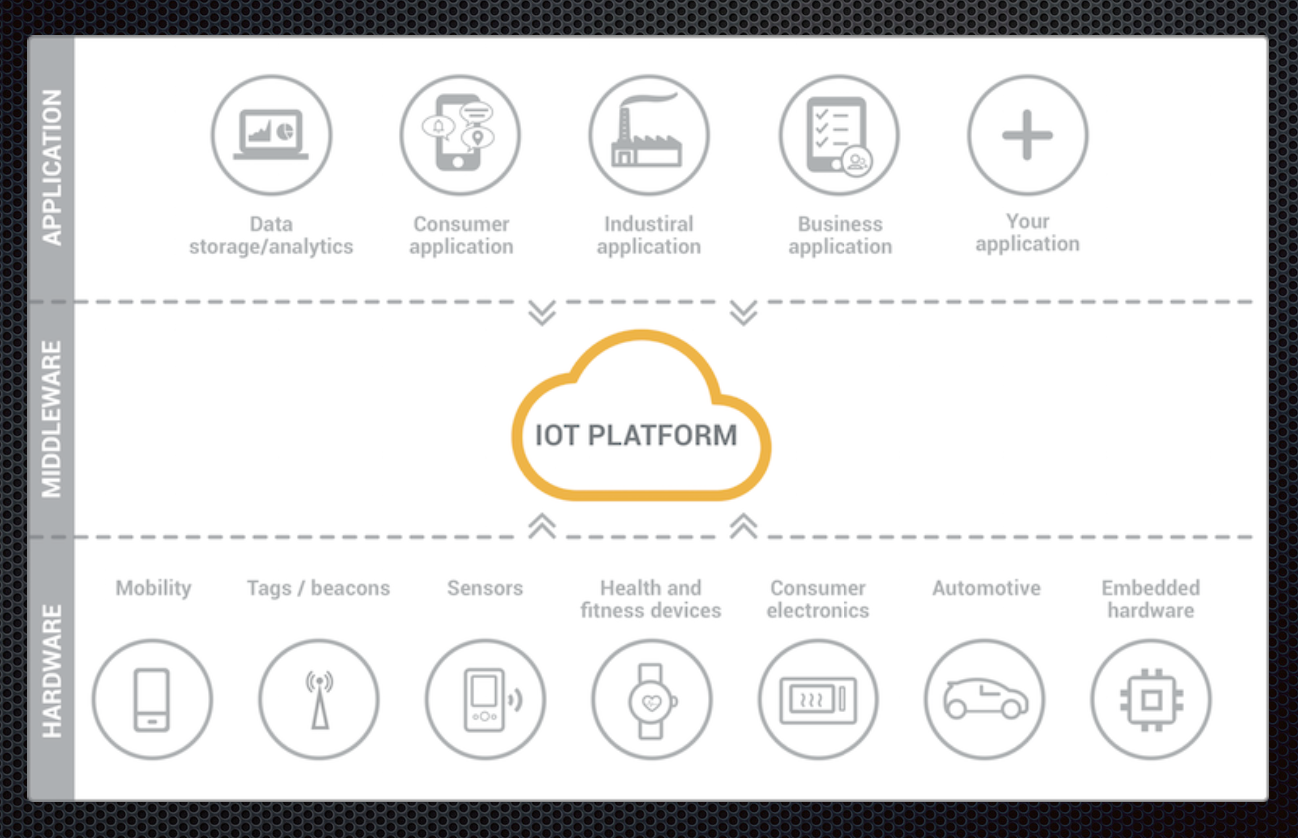 APPLICATION
Data
storage/analytics
Consumer
application
Industiral
application
Business
application
Your
application
MIDDLEWARE
IOT PLATFORM
HARDWARE
Mobility
Tags / beacons
Sensors
Health and
fitness devices
Consumer
electronics
Automotive
Embedded
hardware